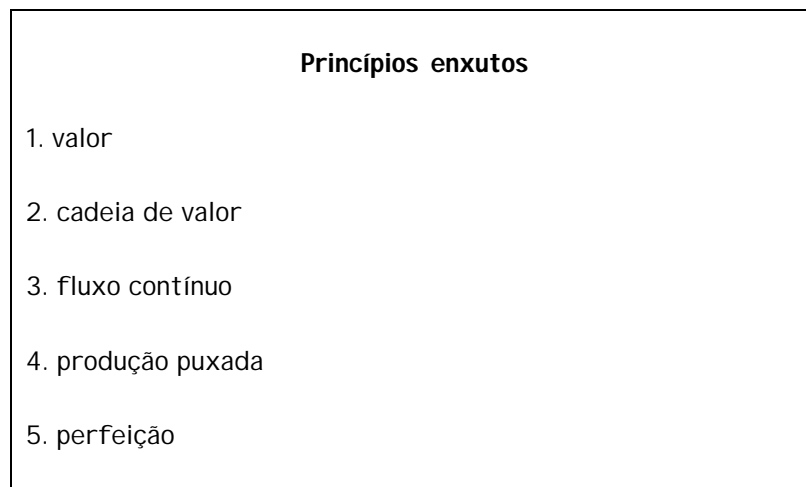 Princípios enxutos
1. valor
2. cadeia de valor
3. fluxo contínuo
4. produção puxada
5. perfeição